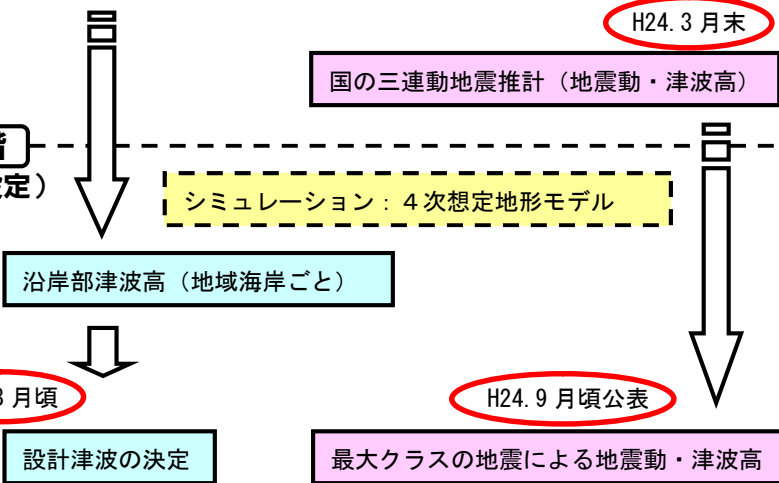 H24.3月末
国の三連動地震推計（地震動・津波高）
階
定）
シミュレーション：４次想定地形モデル
沿岸部津波高（地域海岸ごと）
月頃
H24.9月頃公表
設計津波の決定
最大クラスの地震による地震動・津波高